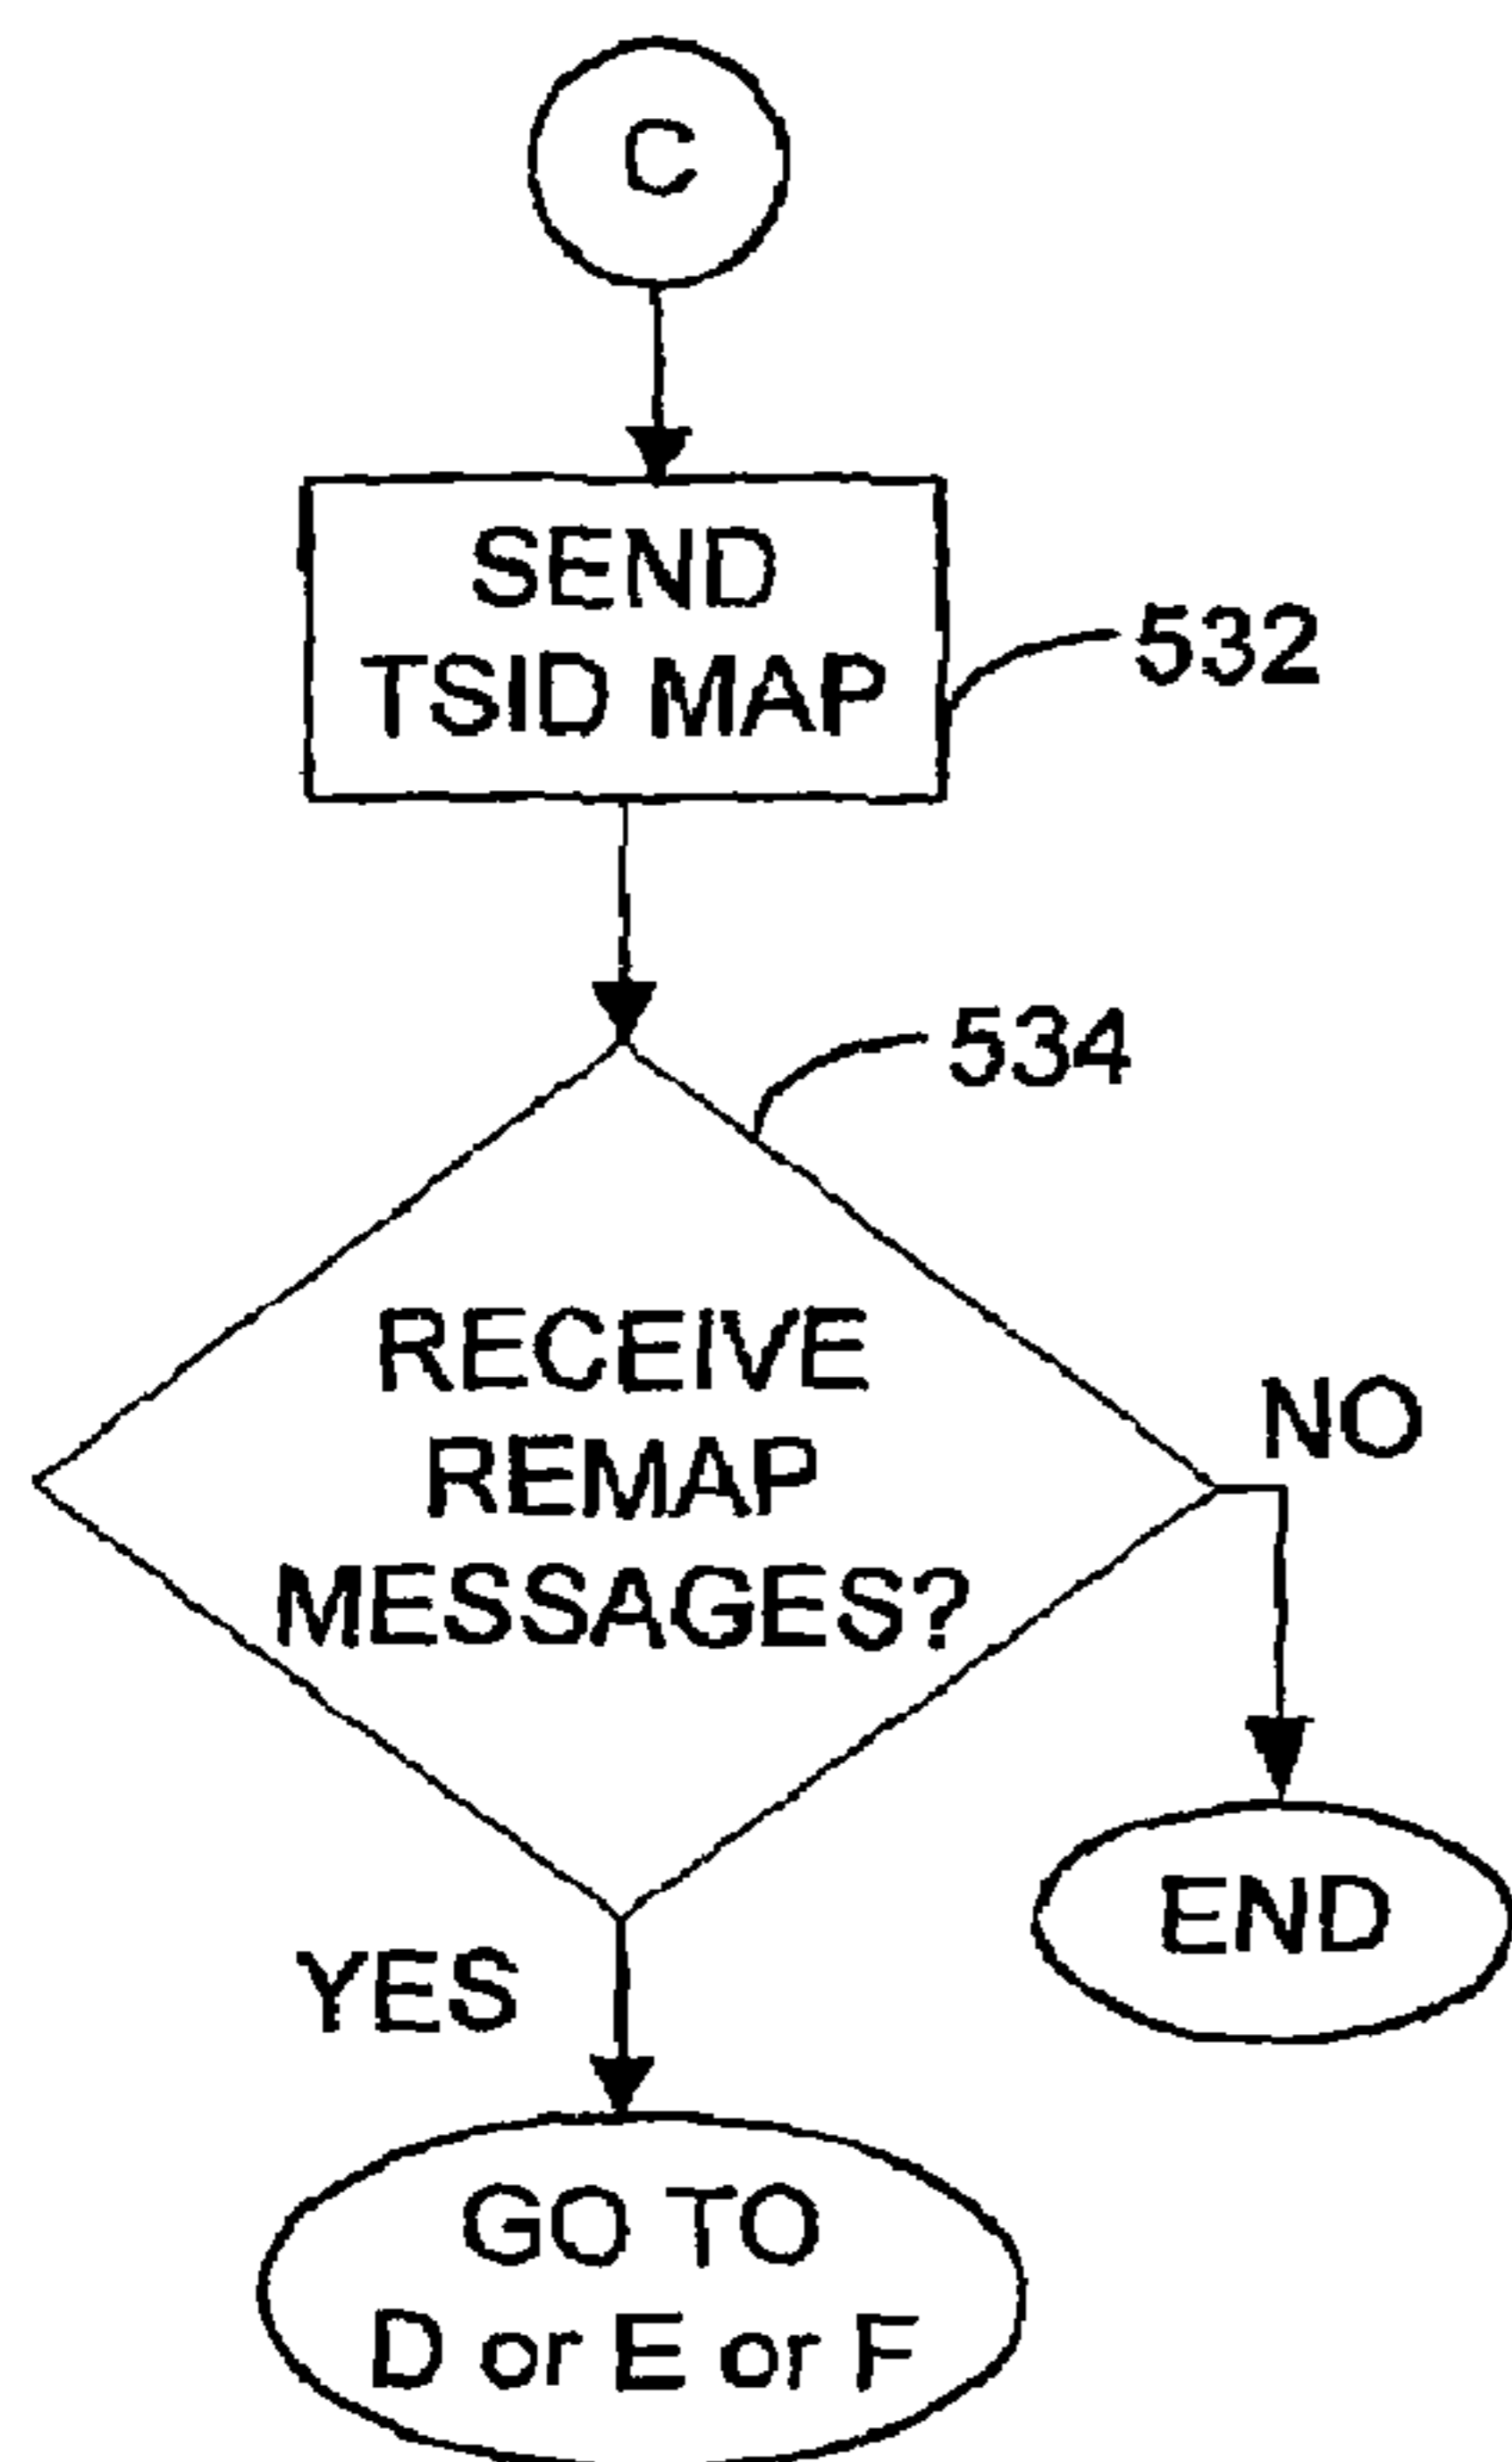 C
SEND
TSID MAP
532
534
RECEIVE
REMAP
MESSAGES?
NO
END
YES
GO TO
D or E or F